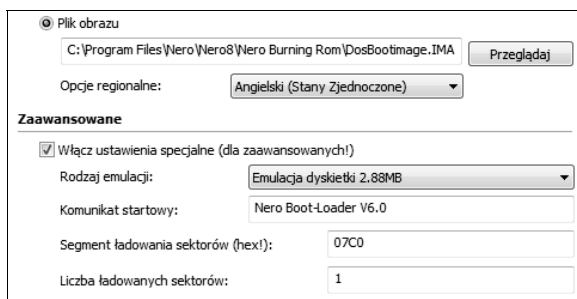 Plik obrazu
C:\Program Files\Nero\Nero8\Nero Burning Rom\DosBootimage.IMA Przeglądaj
Opcje regionalne: Angielski (Stany Zjednoczone)
Zaawansowane
Włącz ustawienia specjalne (dla zaawansowanych!)
Rodzaj emulacji: Emulacja dyskietki 2.88MB
Komunikat startowy: Nero Boot-Loader V6.0
Segment ładowania sektorów (hex!): 07C0
Liczba ładowanych sektorów: 1